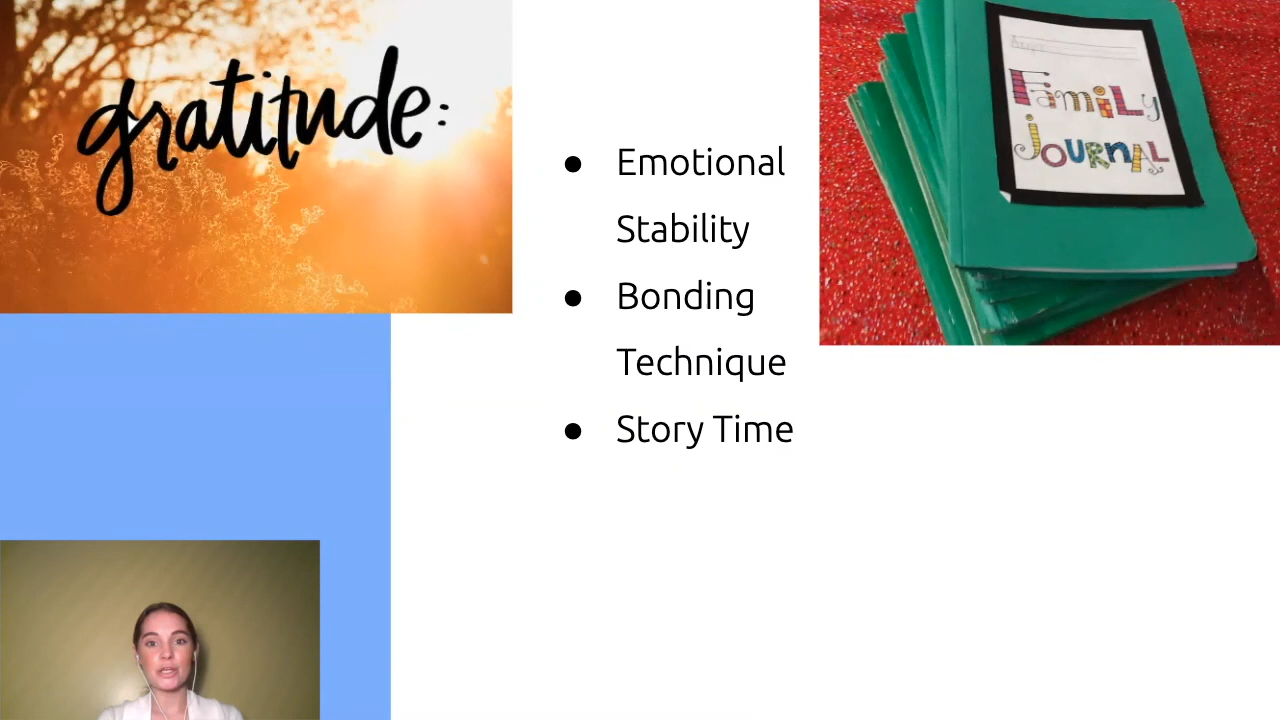 gratitude:
● Emotional
Stability
● Bonding
Technique
● Story Time
Family
Journal